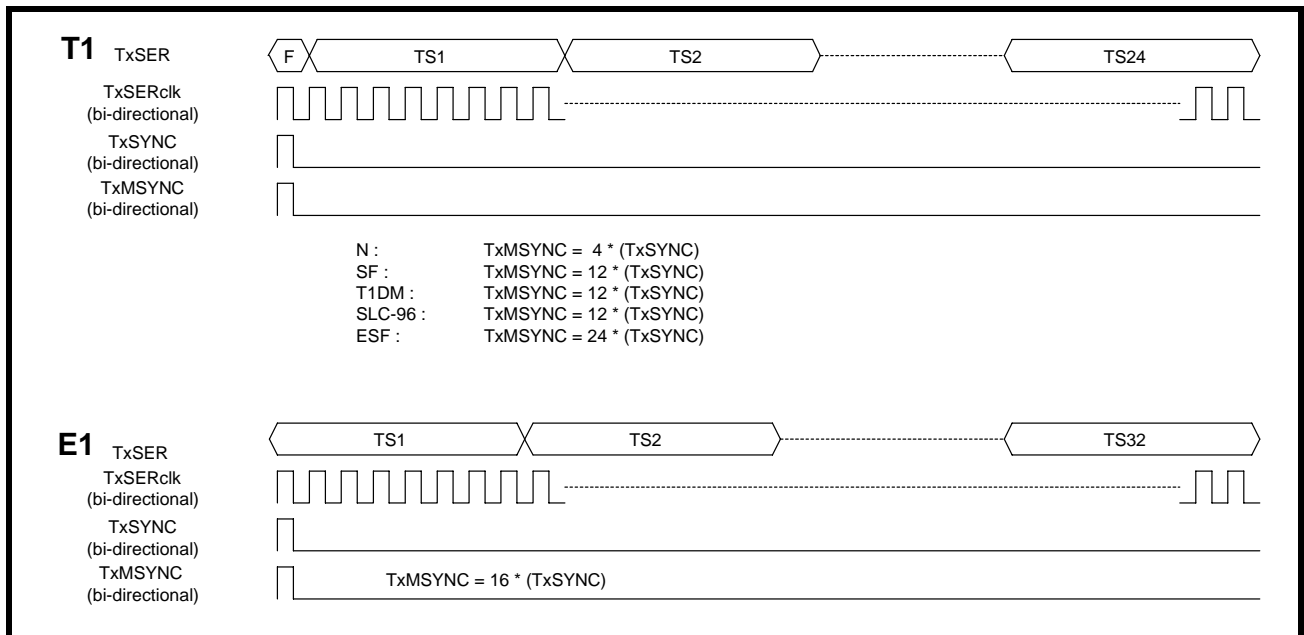 T1 TxSER F TS1 TS2 TS24
TxSERclk
(bi-directional)
TxSYNC
(bi-directional)
TxMSYNC
(bi-directional)
N : TxMSYNC = 4 * (TxSYNC)
SF : TxMSYNC = 12 * (TxSYNC)
T1DM : TxMSYNC = 12 * (TxSYNC)
SLC-96 : TxMSYNC = 12 * (TxSYNC)
ESF : TxMSYNC = 24 * (TxSYNC)
E1 TxSER TS1 TS2 TS32
TxSERclk
(bi-directional)
TxSYNC
(bi-directional)
TxMSYNC
(bi-directional)
TxMSYNC = 16 * (TxSYNC)